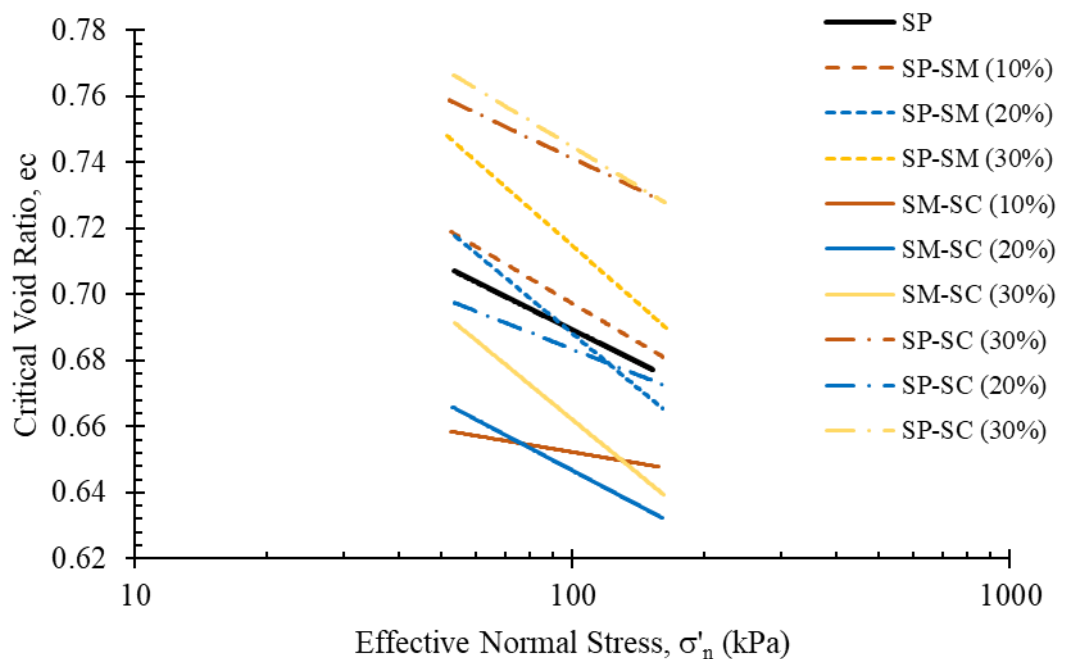 0.78
0.76
0.74
0.72
0.70
0.68
0.66
0.64
0.62
Critical Void Ratio, ec
10
100
1000
Effective Normal Stress, σ'n (kPa)
SP
SP-SM (10%)
SP-SM (20%)
SP-SM (30%)
SM-SC (10%)
SM-SC (20%)
SM-SC (30%)
SP-SC (30%)
SP-SC (20%)
SP-SC (30%)